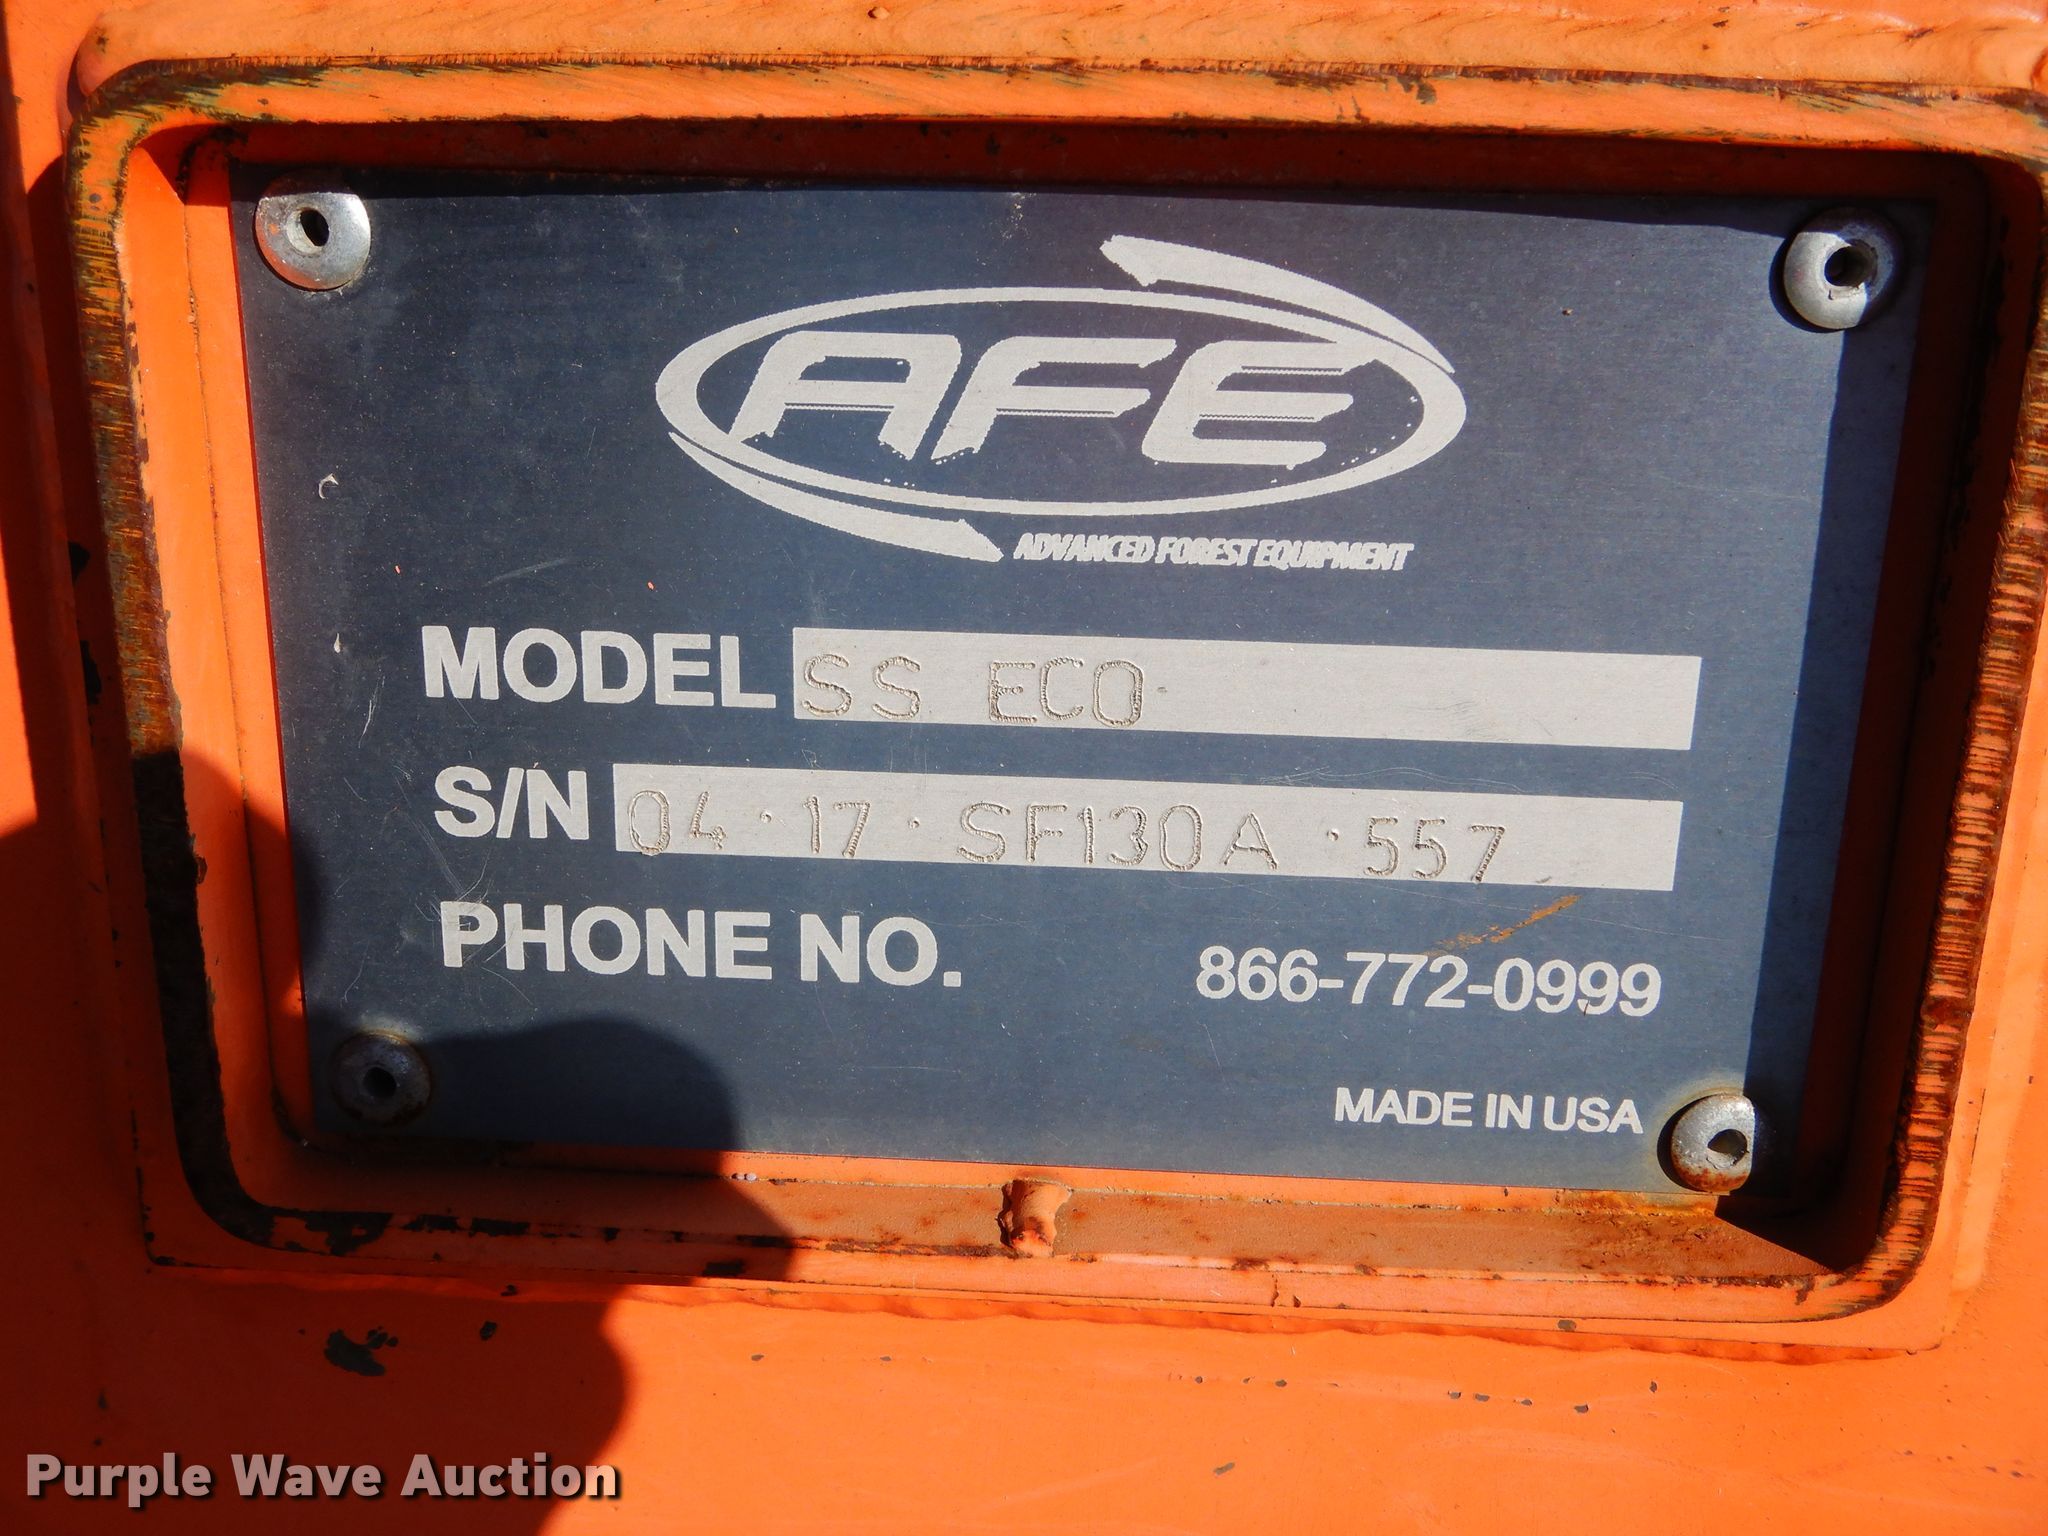 AFE
ADVANCED FOREST EQUIPMENT
MODEL SS ECO
S/N 04·17·SF130A·557
PHONE NO. 866-772-0999
MADE IN USA
Purple Wave Auction